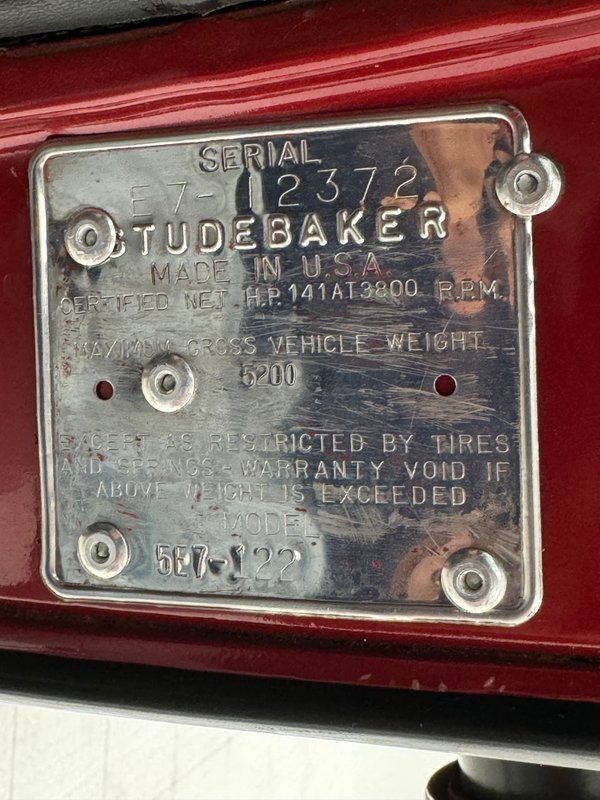 SERIAL
E7-12372
STUDEBAKER
MADE IN U.S.A.
CERTIFIED NET H.P. 141 AT 3800 R.P.M.
MAXIMUM GROSS VEHICLE WEIGHT
5200
EXCEPT AS RESTRICTED BY TIRES
AND SPRINGS - WARRANTY VOID IF
ABOVE WEIGHT IS EXCEEDED
MODEL
5E7-122